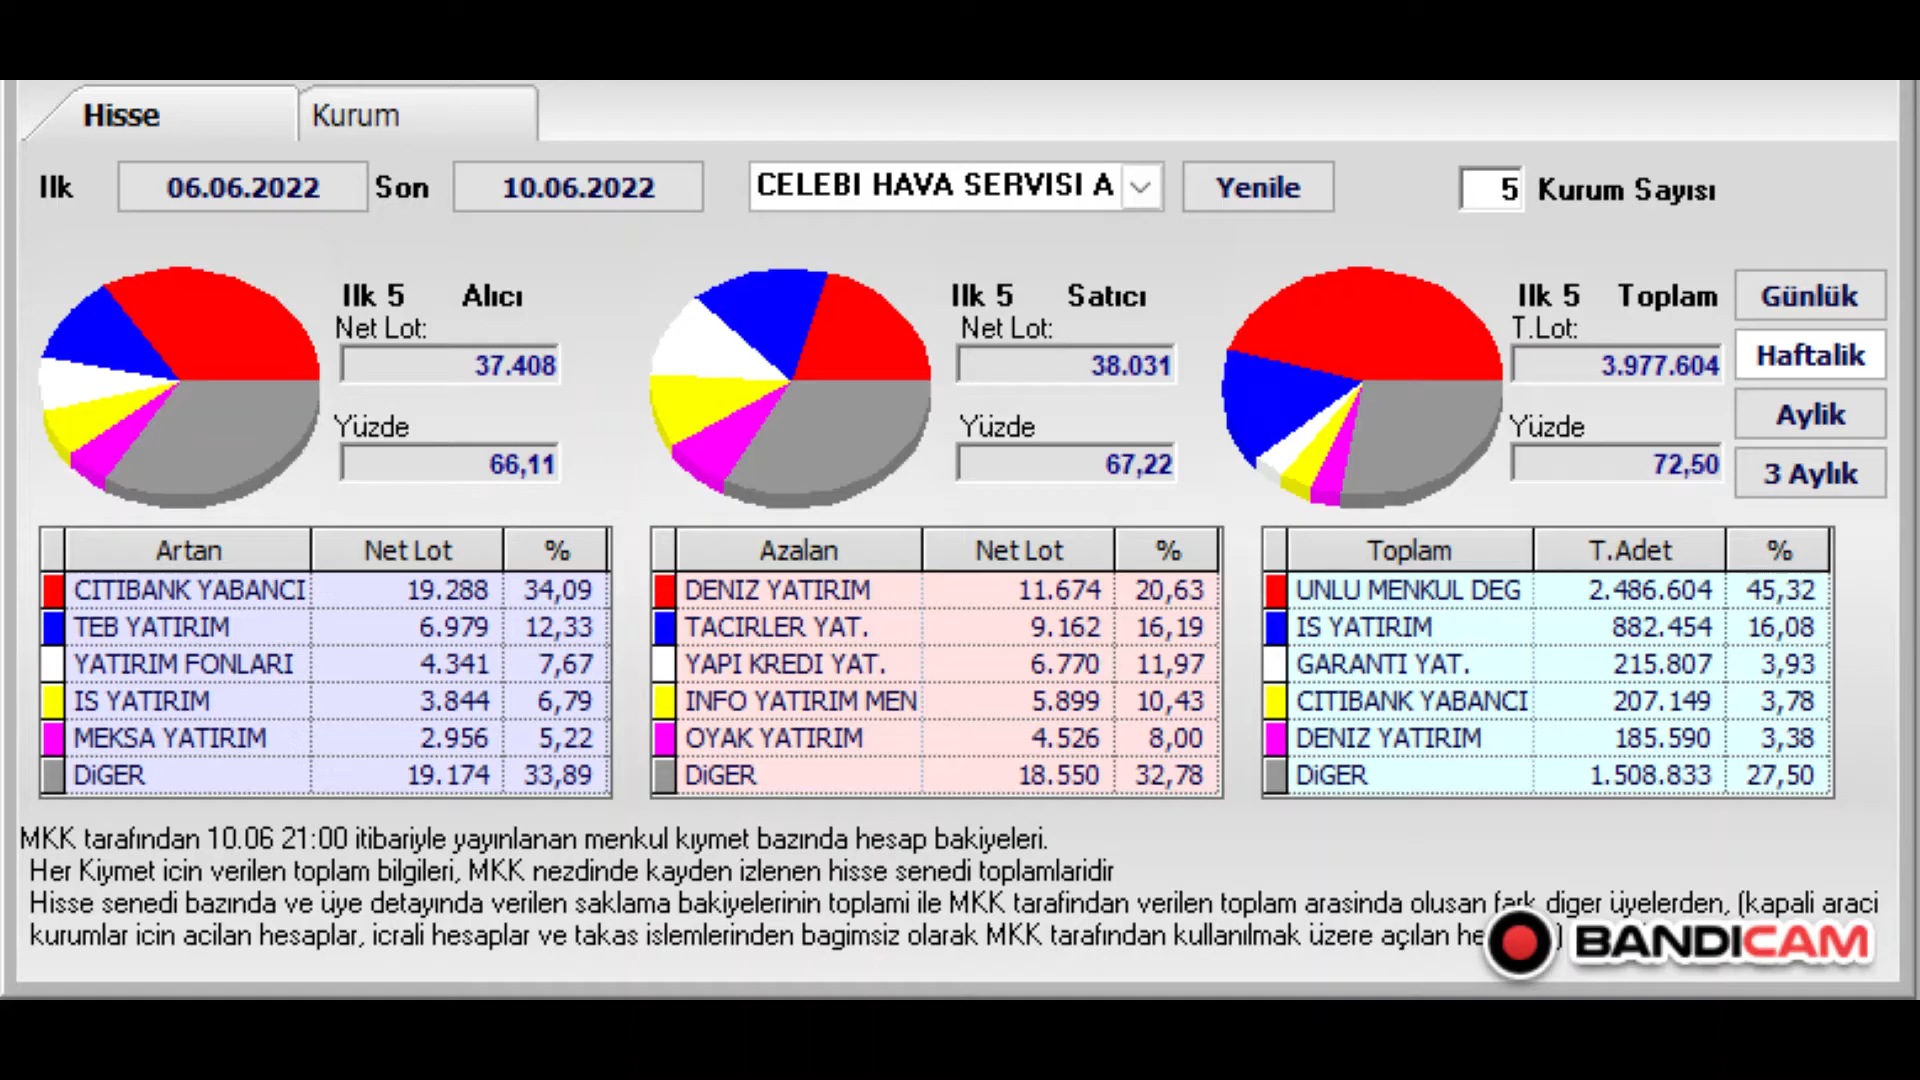 Hisse Kurum
Ilk 06.06.2022 Son 10.06.2022 CELEBI HAVA SERVISI A Yenile 5 Kurum Sayısı
Ilk 5 Alıcı
Net Lot:
37.408
Yüzde
66,11
Ilk 5 Satıcı
Net Lot:
38.031
Yüzde
67,22
Ilk 5 Toplam
T.Lot:
3.977.604
Yüzde
72,50
Günlük
Haftalik
Aylik
3 Aylık
Artan Net Lot %
CITIBANK YABANCI 19.288 34,09
TEB YATIRIM 6.979 12,33
YATIRIM FONLARI 4.341 7,67
IS YATIRIM 3.844 6,79
MEKSA YATIRIM 2.956 5,22
DiGER 19.174 33,89
Azalan Net Lot %
DENIZ YATIRIM 11.674 20,63
TACIRLER YAT. 9.162 16,19
YAPI KREDI YAT. 6.770 11,97
INFO YATIRIM MEN 5.899 10,43
OYAK YATIRIM 4.526 8,00
DiGER 18.550 32,78
Toplam T.Adet %
UNLU MENKUL DEG 2.486.604 45,32
IS YATIRIM 882.454 16,08
GARANTI YAT. 215.807 3,93
CITIBANK YABANCI 207.149 3,78
DENIZ YATIRIM 185.590 3,38
DiGER 1.508.833 27,50
MKK tarafından 10.06 21:00 itibariyle yayınlanan menkul kıymet bazında hesap bakiyeleri.
Her Kiymet icin verilen toplam bilgileri, MKK nezdinde kayden izlenen hisse senedi toplamlaridir
Hisse senedi bazında ve üye detayında verilen saklama bakiyelerinin toplami ile MKK tarafindan verilen toplam arasinda olusan fark diger üyelerden, (kapali araci
kurumlar icin acilan hesaplar, icrali hesaplar ve takas islemlerinden bagimsiz olarak MKK tarafından kullanılmak üzere açılan
BANDICAM